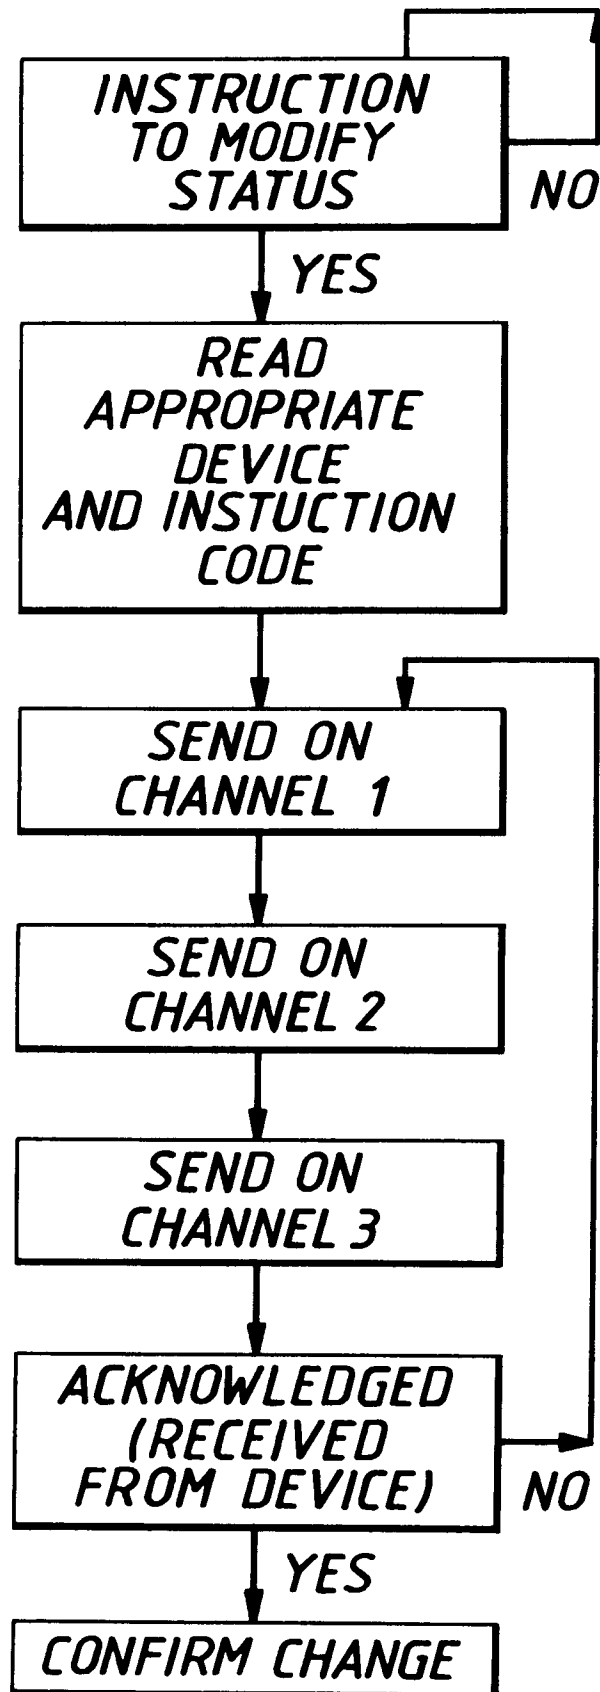 INSTRUCTION
TO MODIFY
STATUS
NO
YES
READ
APPROPRIATE
DEVICE
AND INSTUCTION
CODE
SEND ON
CHANNEL 1
SEND ON
CHANNEL 2
SEND ON
CHANNEL 3
ACKNOWLEDGED
(RECEIVED
FROM DEVICE)
NO
YES
CONFIRM CHANGE